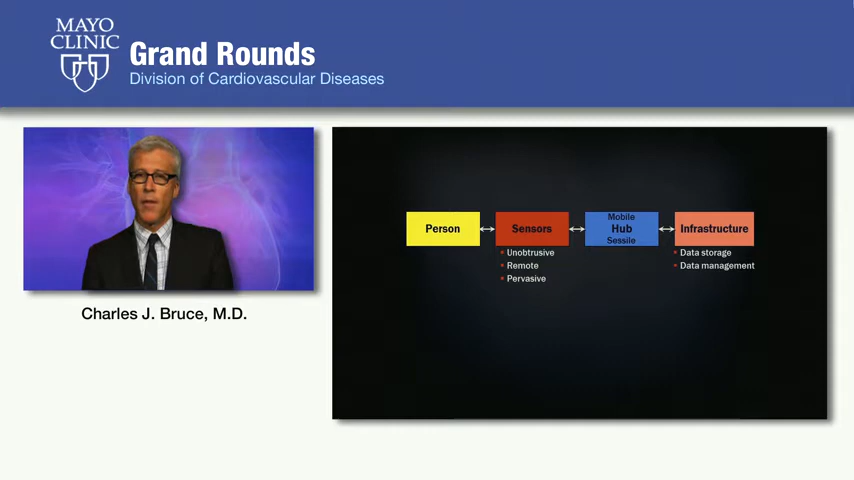 MAYO
CLINIC
Grand Rounds
Division of Cardiovascular Diseases
Charles J. Bruce, M.D.
Person
Sensors
Mobile
Hub
Sessile
Infrastructure
• Unobtrusive
• Remote
• Pervasive
• Data storage
• Data management